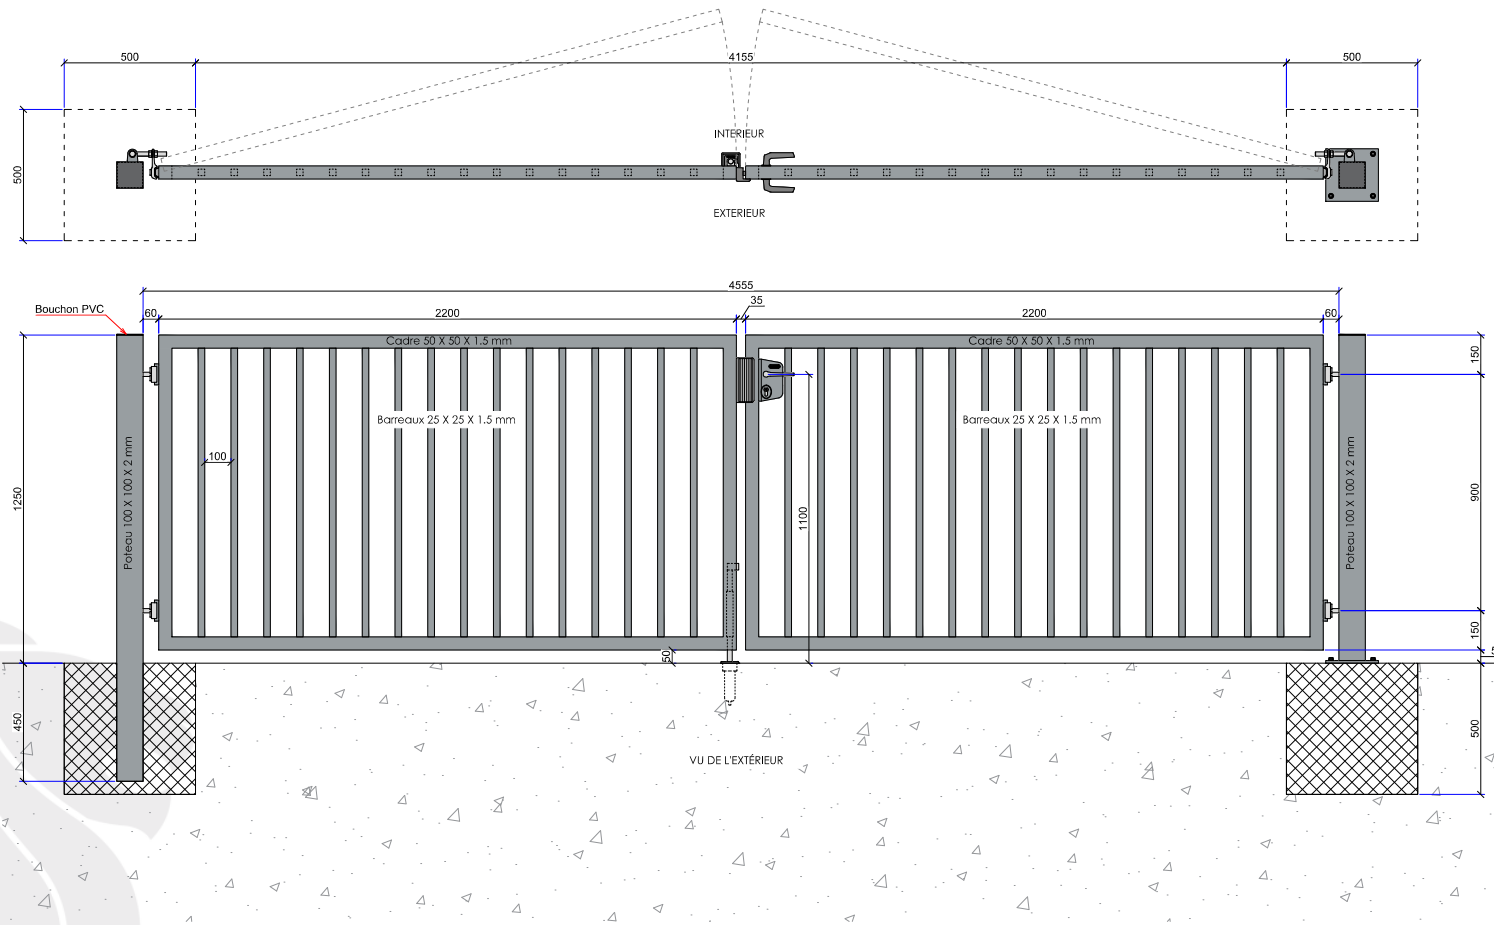 500
4155
500
500
INTERIEUR
EXTERIEUR
4555
Bouchon PVC
60
2200
35
2200
60
Cadre 50 X 50 X 1.5 mm
Cadre 50 X 50 X 1.5 mm
150
Barreaux 25 X 25 X 1.5 mm
Barreaux 25 X 25 X 1.5 mm
100
1250
Poteau 100 X 100 X 2 mm
1100
Poteau 100 X 100 X 2 mm
900
150
50
450
500
VU DE L'EXTÉRIEUR